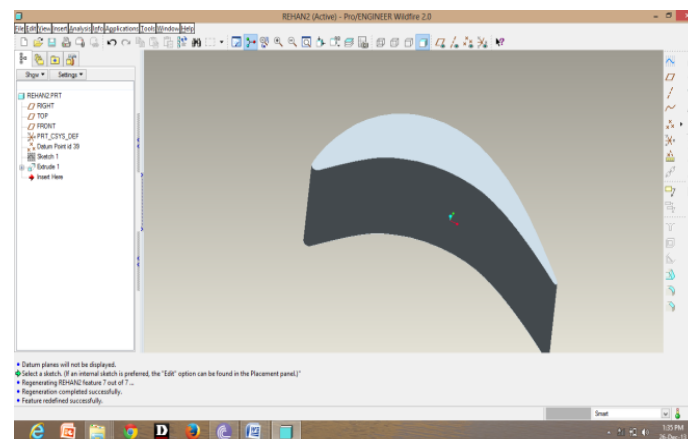 REHAN2 (Active) - Pro/ENGINEER Wildfire 2.0
File Edit View Insert Analysis Info Applications Tools Window Help
Show Settings
REHAN2.PRT
RIGHT
TOP
FRONT
PRT_CSYS_DEF
Datum Point id 39
Sketch 1
Extrude 1
Insert Here
• Datum planes will not be displayed.
Select a sketch. (If an internal sketch is preferred, the "Edit" option can be found in the Placement panel.)"
• Regenerating REHAN2 feature 7 out of 7 ...
• Regeneration completed successfully.
• Feature redefined successfully.
Smart
D
W
1:35 PM